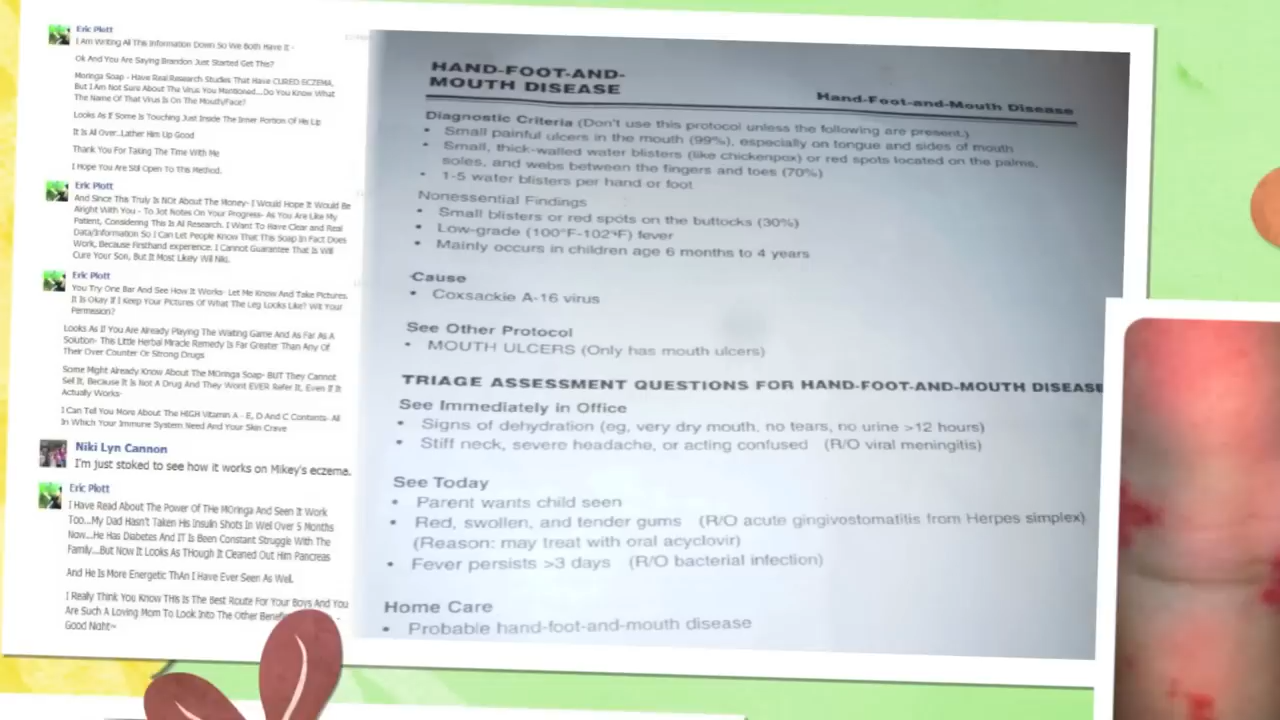 Eric Plott
I Am Writing All This Information Down So We Both Have It -
Ok And You Are Saying Brandon Just Started Get This?
Moringa Soap - Have Real Research Studies That Have CURED ECZEMA,
But I Am Not Sure About The Virus You Mentioned...Do You Know What
The Name Of That Virus Is On The Mouth/Face?
Looks As If Some Is Touching Just Inside The Inner Portion Of His Lip
It Is All Over..Lather Him Up Good
Thank You For Taking The Time With Me
I Hope You Are Still Open To This Method.
Eric Plott
And Since This Truly Is NOt About The Money- I Would Hope It Would Be
Alright With You - To Jot Notes On Your Progress- As You Are Like My
Patient, Considering This Is All Research. I Want To Have Clear and Real
Data/Information So I Can Let People Know That This Soap In Fact Does
Work, Because Firsthand experience. I Cannot Guarantee That Is Will
Cure Your Son, But It Most Likely Will Niki.
Eric Plott
You Try One Bar And See How It Works- Let Me Know And Take Pictures.
It Is Okay If I Keep Your Pictures Of What The Leg Looks Like? Wit Your
Permission?
Looks As If You Are Already Playing The Waiting Game And As Far As A
Solution- This Little Herbal Miracle Remedy Is Far Greater Than Any Of
Their Over Counter Or Strong Drugs
Some Might Already Know About The MOringa Soap- BUT They Cannot
Sell It, Because It Is Not A Drug And They Wont EVER Refer It, Even If It
Actually Works-
I Can Tell You More About The HIGH Vitamin A - E, D And C Contents- All
In Which Your Immune System Need And Your Skin Crave
Niki Lyn Cannon
I'm just stoked to see how it works on Mikey's eczeme.
Eric Plott
I Have Read About The Power Of THe MOringa And Seen It Work
Too...My Dad Hasn't Taken His Insulin Shots In Well Over 5 Months
Now...He Has Diabetes And IT Is Been Constant Struggle With The
Family...But Now It Looks As THough It Cleaned Out Him Pancreas
And He Is More Energetic ThAn I Have Ever Seen As Well.
I Really Think You KNow THis Is The Best Route For Your Boys And You
Are Such A Loving Mom To Look Into The Other
Good Night~
HAND-FOOT-AND-
MOUTH DISEASE
Hand-Foot-and-Mouth Disease
Diagnostic Criteria (Don't use this protocol unless the following are present.)
• Small painful ulcers in the mouth (99%), especially on tongue and sides of mouth
• Small, thick-walled water blisters (like chickenpox) or red spots located on the palms,
soles, and webs between the fingers and toes (70%)
• 1-5 water blisters per hand or foot
Nonessential Findings
• Small blisters or red spots on the buttocks (30%)
• Low-grade (100°F-102°F) fever
• Mainly occurs in children age 6 months to 4 years
Cause
• Coxsackie A-16 virus
See Other Protocol
• MOUTH ULCERS (Only has mouth ulcers)
TRIAGE ASSESSMENT QUESTIONS FOR HAND-FOOT-AND-MOUTH DISEASE
See Immediately in Office
• Signs of dehydration (eg, very dry mouth, no tears, no urine >12 hours)
• Stiff neck, severe headache, or acting confused (R/O viral meningitis)
See Today
• Parent wants child seen
• Red, swollen, and tender gums (R/O acute gingivostomatitis from Herpes simplex)
(Reason: may treat with oral acyclovir)
• Fever persists >3 days (R/O bacterial infection)
Home Care
• Probable hand-foot-and-mouth disease